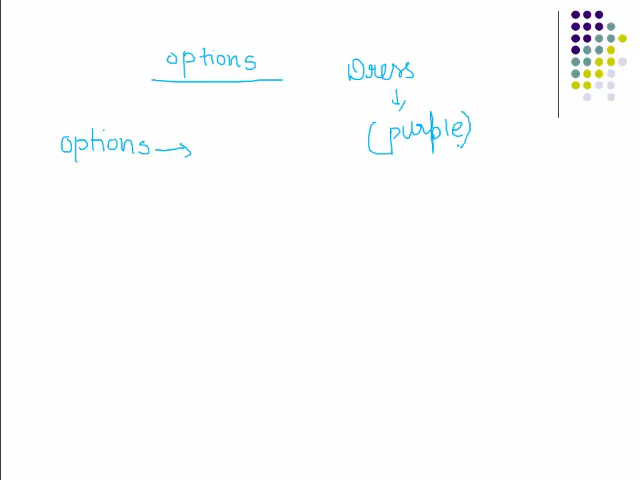 options
Dress
↓
(purple)
options →